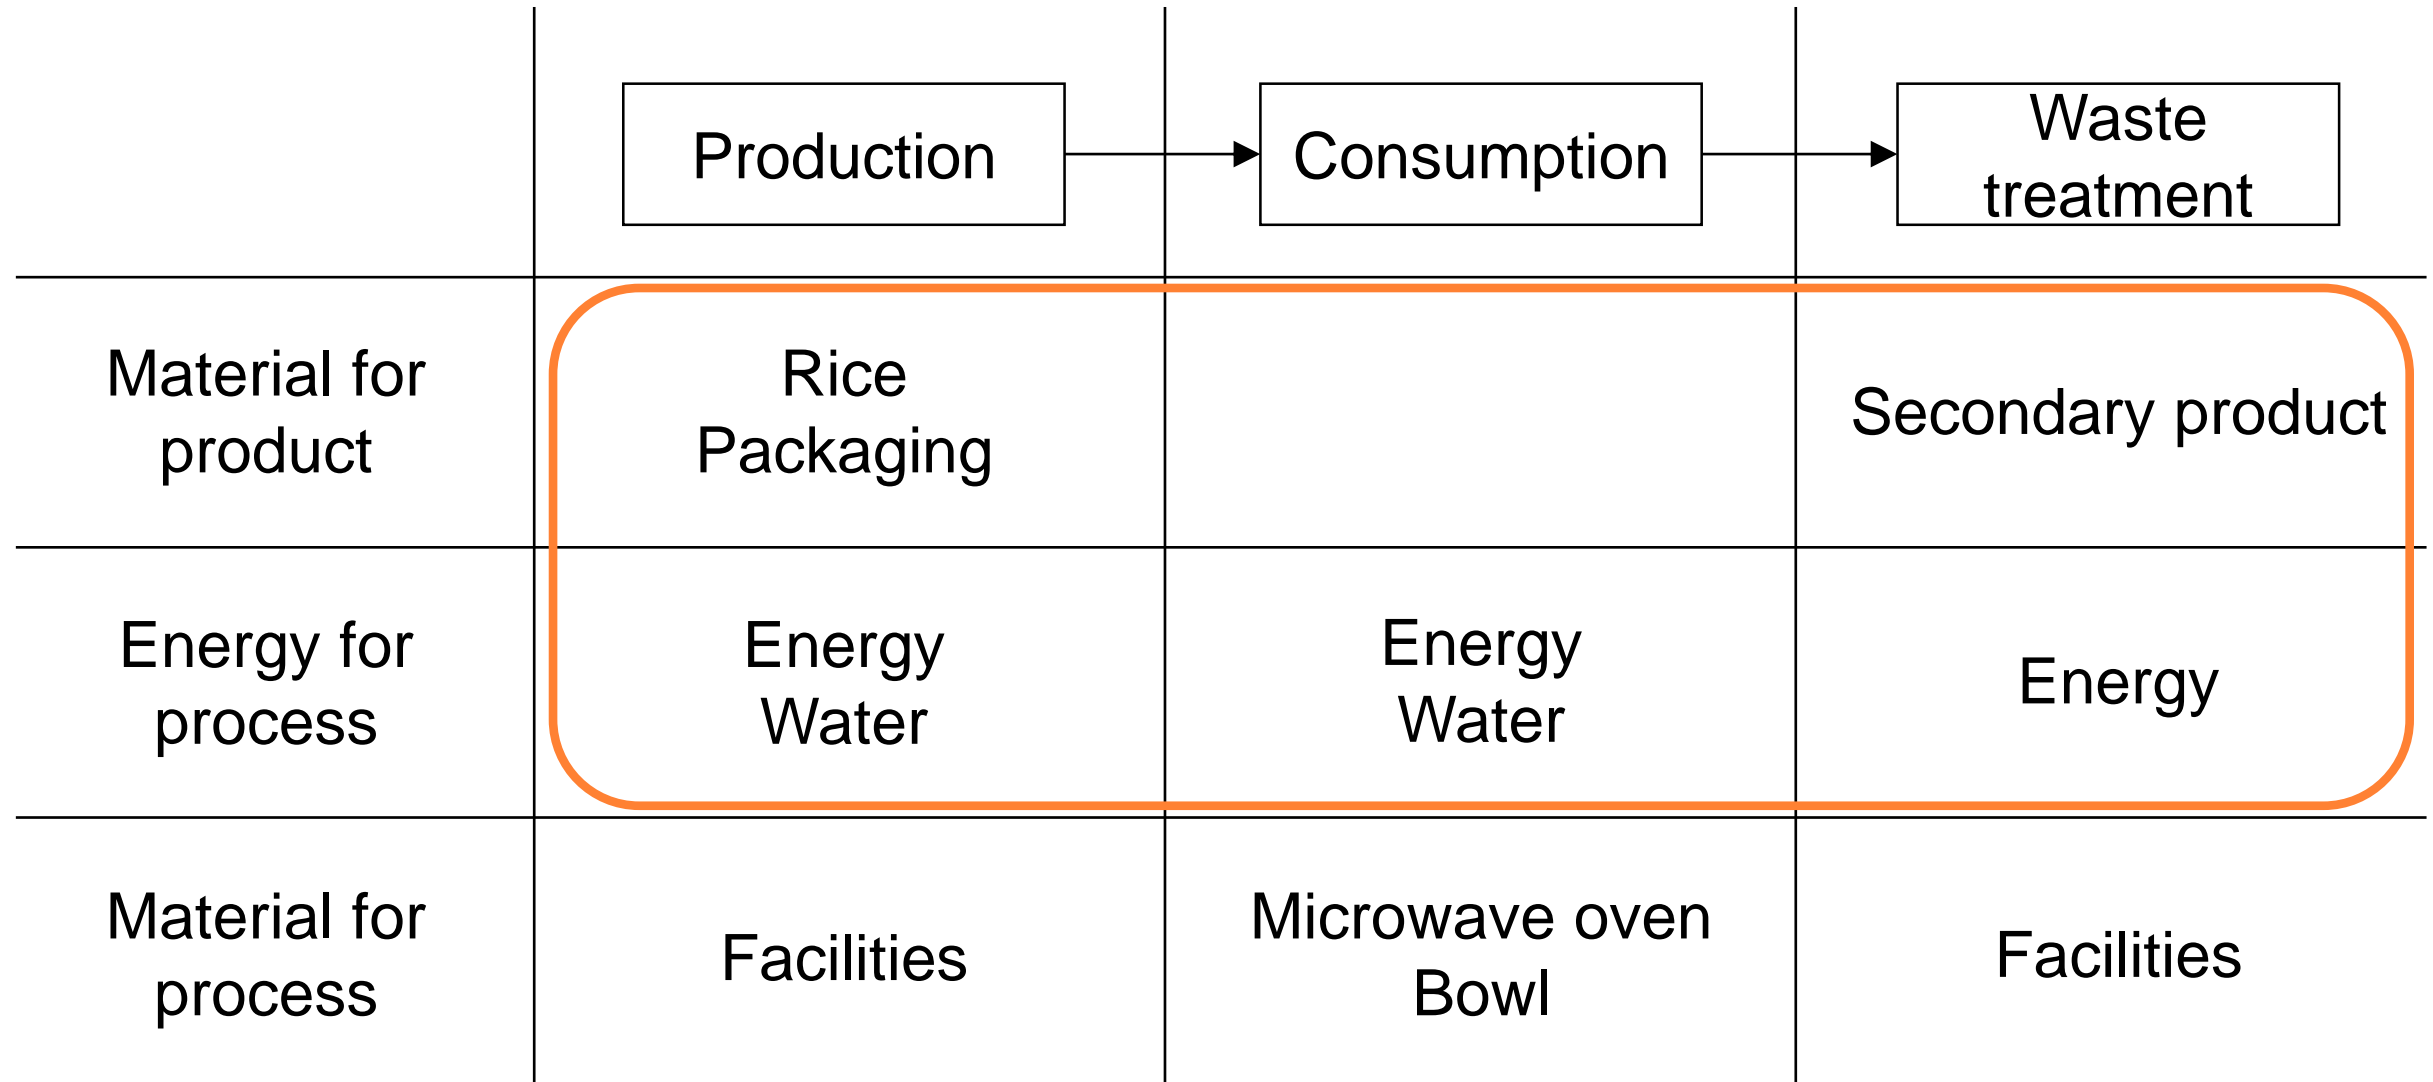 Production
Consumption
Waste
treatment
Material for
product
Rice
Packaging
Secondary product
Energy for
process
Energy
Water
Energy
Water
Energy
Material for
process
Facilities
Microwave oven
Bowl
Facilities